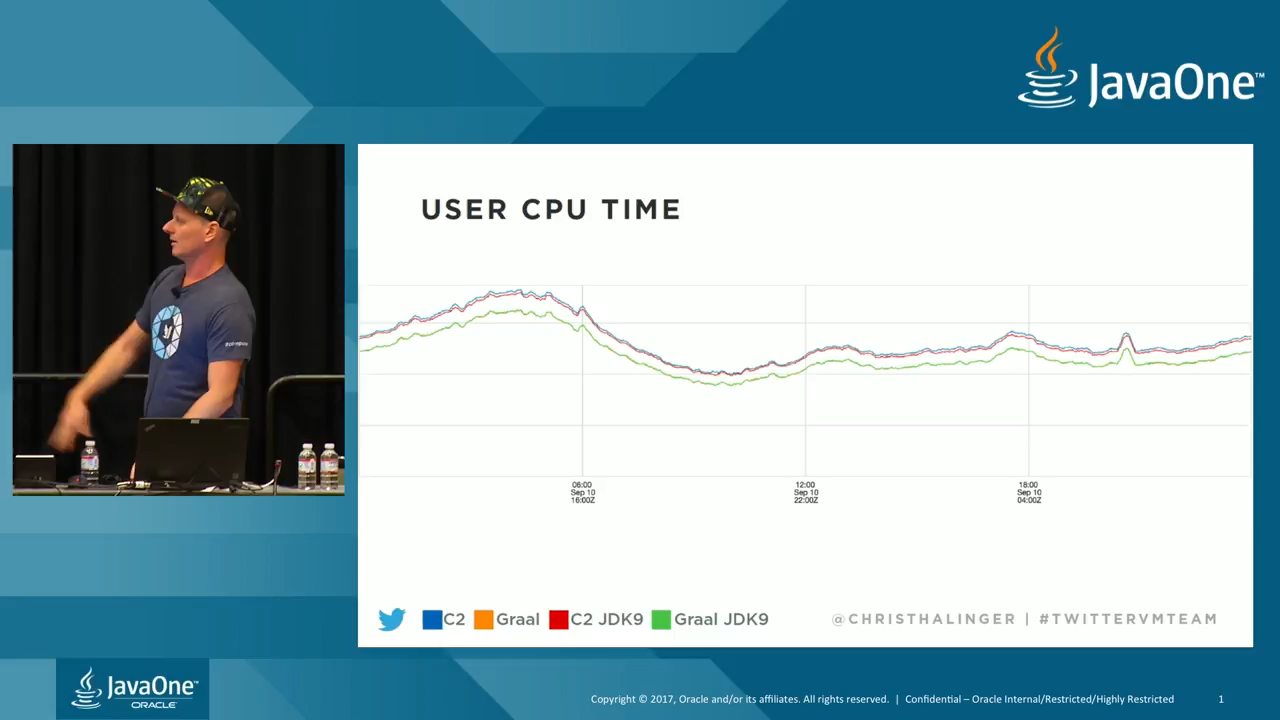 JavaOne™
USER CPU TIME
06:00
Sep 10
16:00Z
12:00
Sep 10
22:00Z
18:00
Sep 10
04:00Z
C2 Graal C2 JDK9 Graal JDK9
@CHRISTHALINGER | #TWITTERVMTEAM
JavaOne™
ORACLE®
Copyright © 2017, Oracle and/or its affiliates. All rights reserved. | Confidential – Oracle Internal/Restricted/Highly Restricted 1